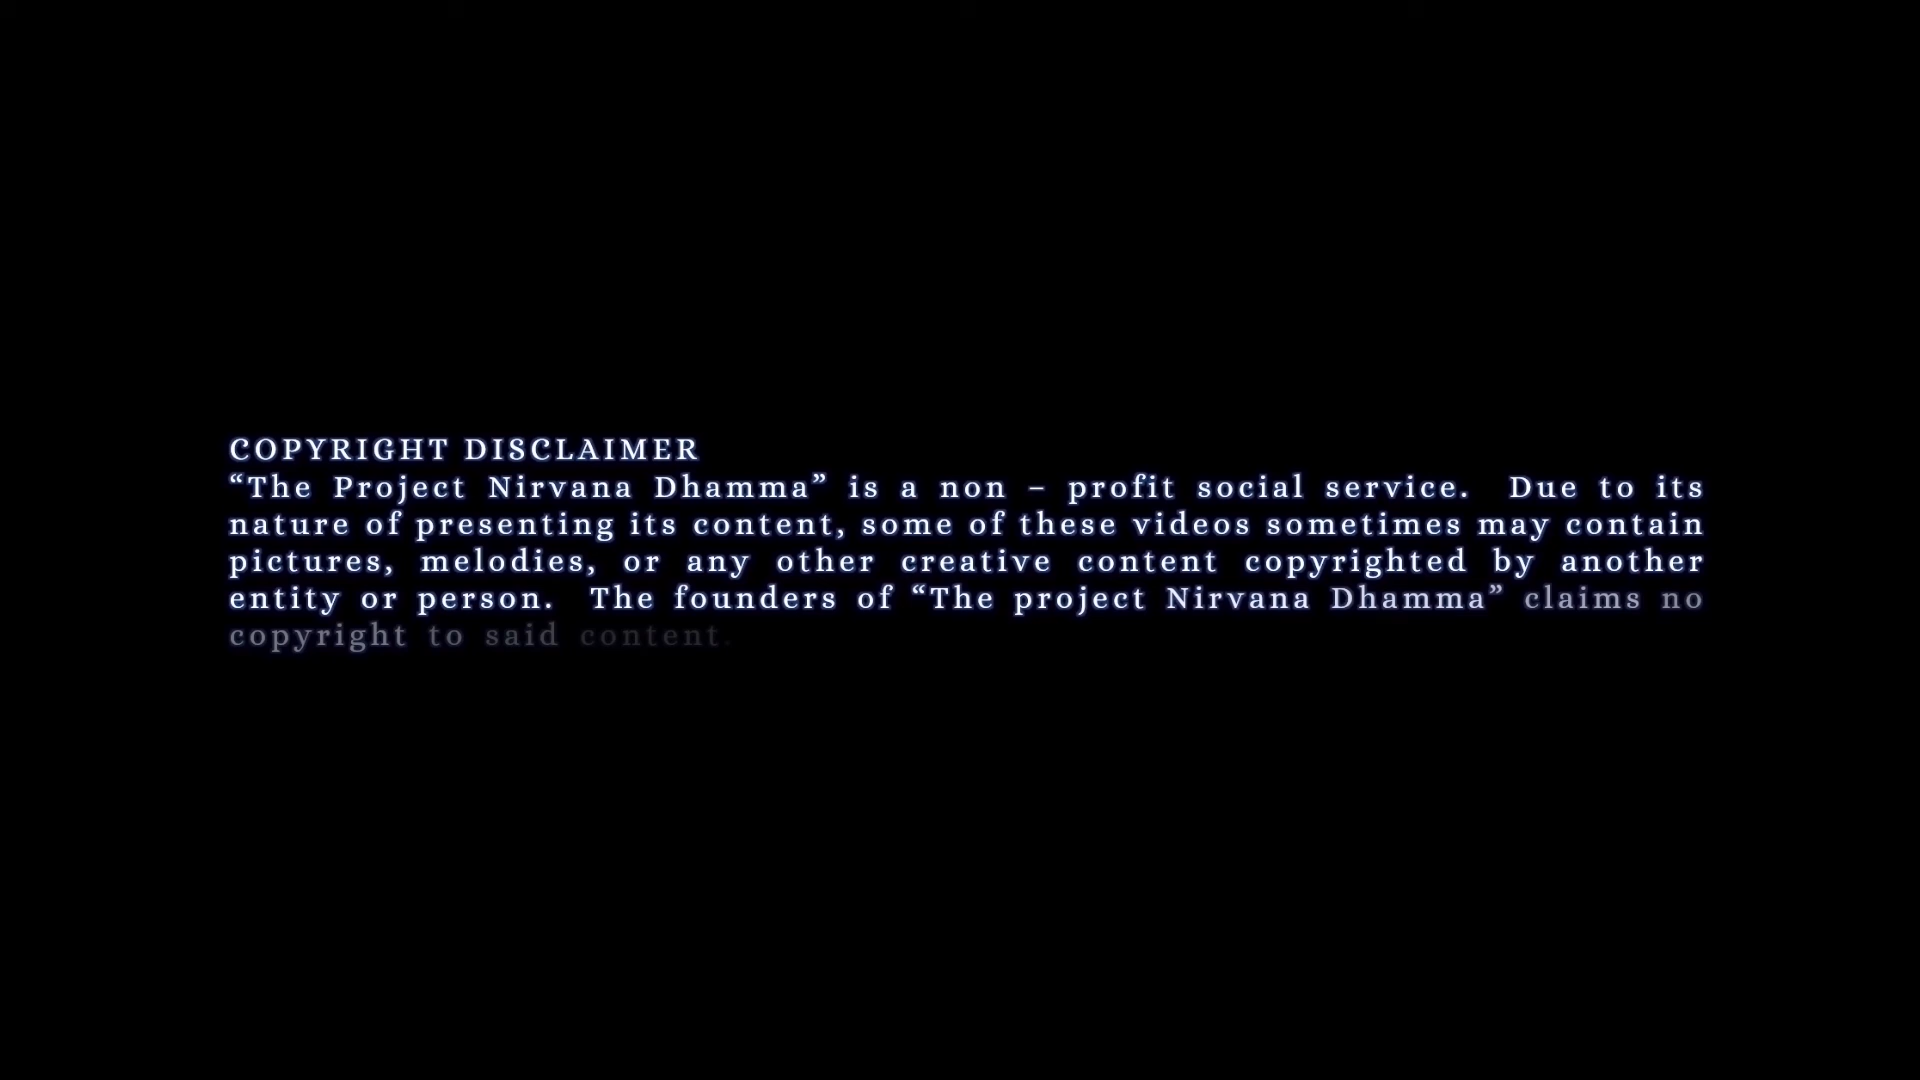 COPYRIGHT DISCLAIMER
“The Project Nirvana Dhamma” is a non – profit social service.  Due to its
nature of presenting its content, some of these videos sometimes may contain
pictures, melodies, or any other creative content copyrighted by another
entity or person.  The founders of “The project Nirvana Dhamma” claims no
copyright to said content.